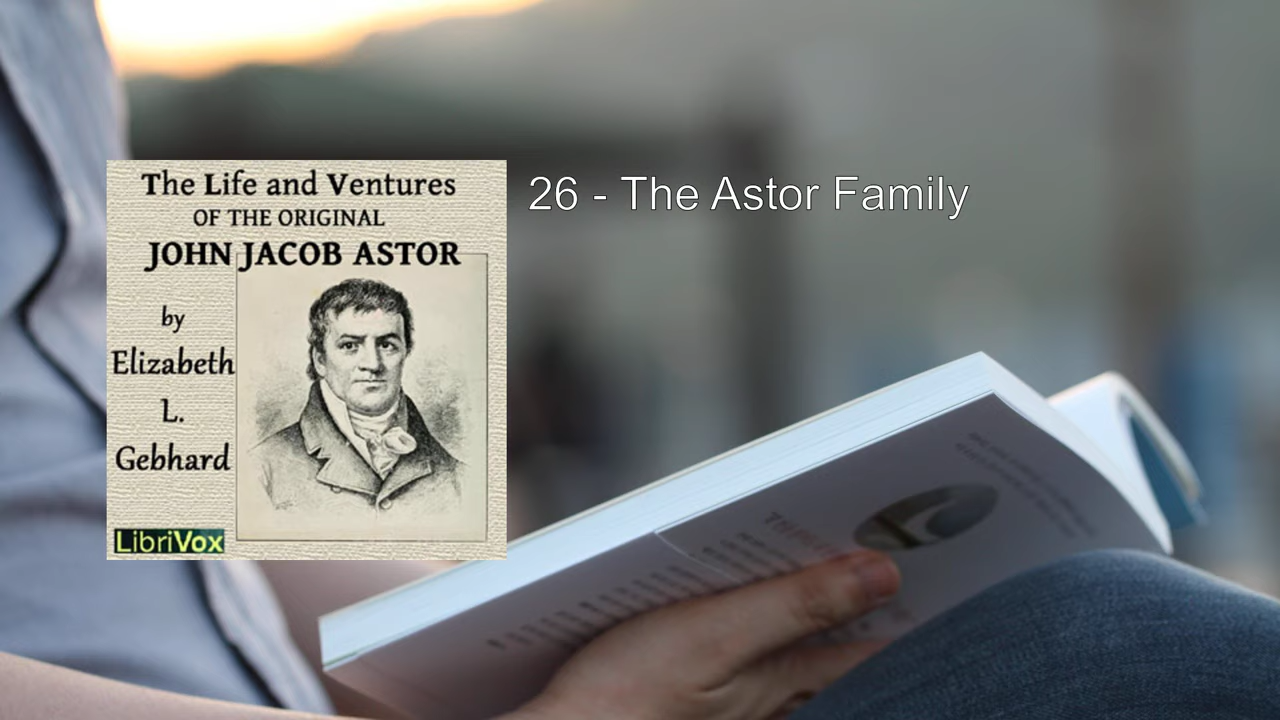 The Life and Ventures
OF THE ORIGINAL
JOHN JACOB ASTOR
by
Elizabeth
L.
Gebhard
LibriVox
26 - The Astor Family